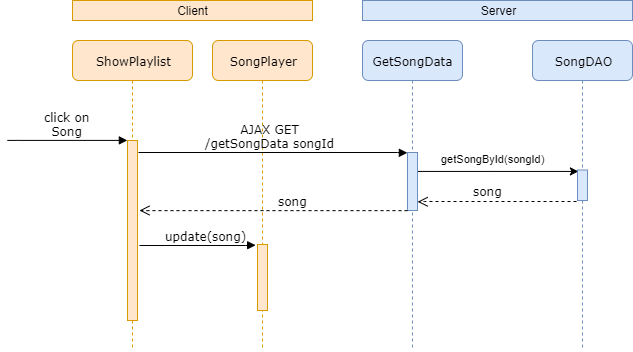 Client
Server
ShowPlaylist
SongPlayer
GetSongData
SongDAO
click on
Song
AJAX GET
/getSongData songId
getSongById(songId)
song
song
update(song)